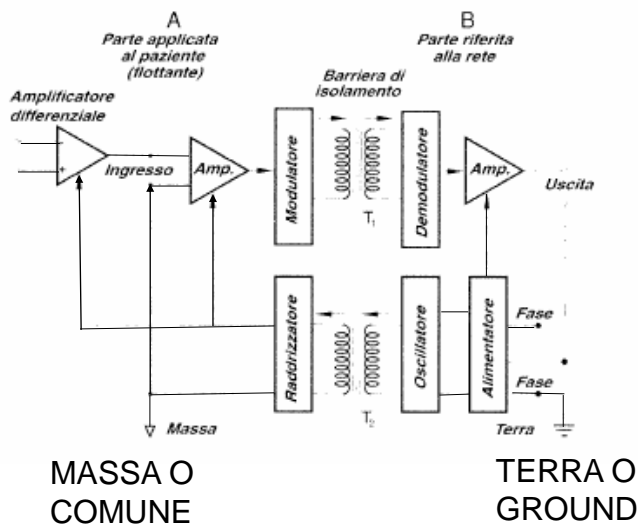 A
B
Parte applicata
al paziente
(flottante)
Parte riferita
alla rete
Barriera di
isolamento
Amplificatore
differenziale
−
+
Ingresso
Amp.
Modulatore
T1
Demodulatore
Amp.
Uscita
Raddrizzatore
T2
Oscillatore
Alimentatore
Fase
Fase
Massa
Terra
MASSA O
COMUNE
TERRA O
GROUND